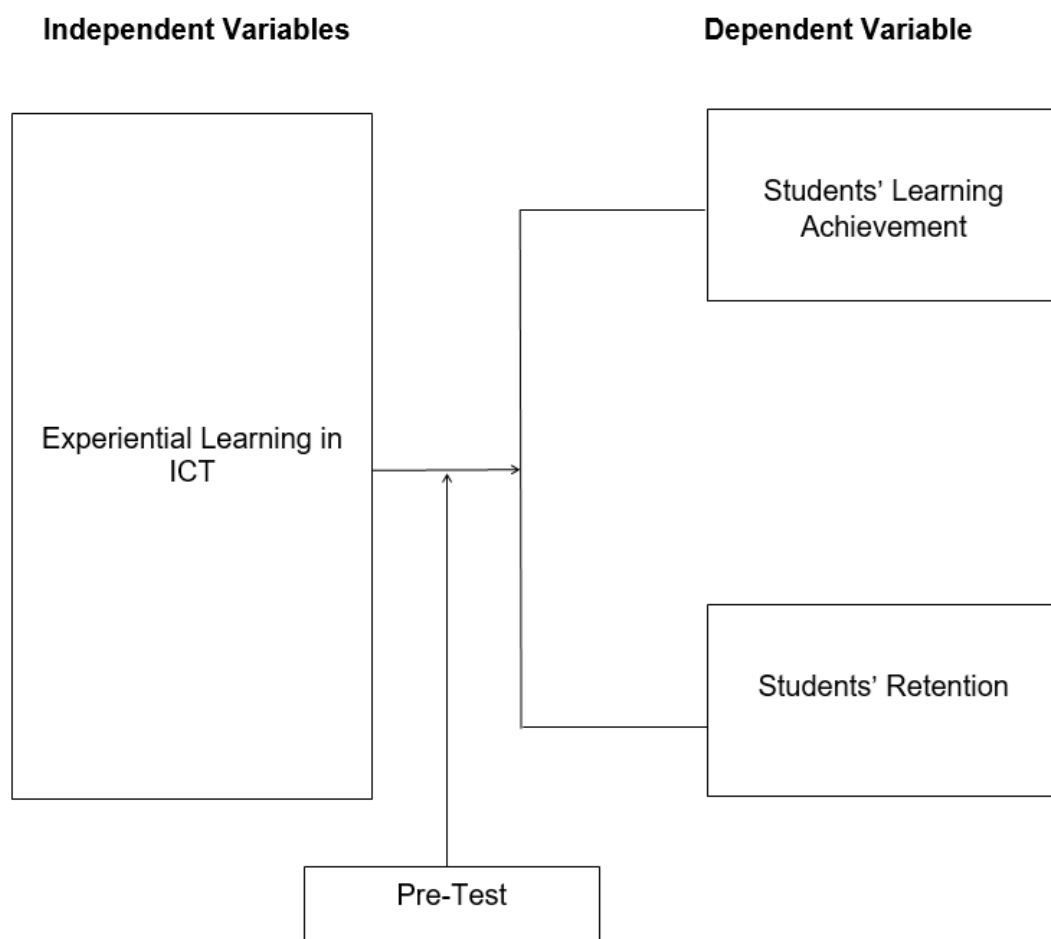 Independent Variables
Dependent Variable
Students’ Learning
Achievement
Experiential Learning in
ICT
Students’ Retention
Pre-Test